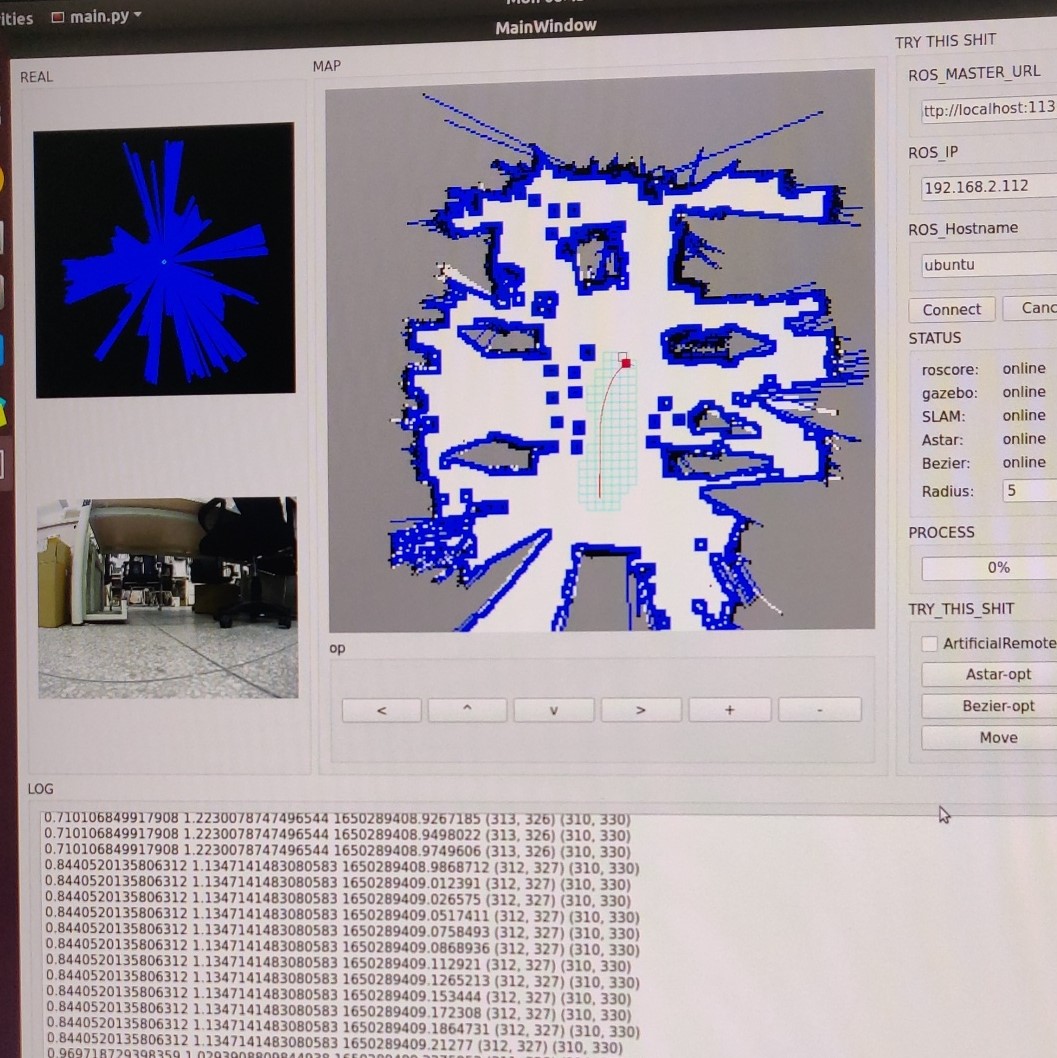 main.py
MainWindow
REAL
MAP
TRY THIS SHIT
ROS_MASTER_URL
ttp://localhost:113
ROS_IP
192.168.2.112
ROS_Hostname
ubuntu
Connect
Canc
STATUS
roscore: online
gazebo: online
SLAM: online
Astar: online
Bezier: online
Radius: 5
PROCESS
0%
TRY_THIS_SHIT
ArtificialRemote
Astar-opt
Bezier-opt
Move
op
< ^ v > + -
LOG
0.710106849917908 1.2230078747496544 1650289408.9267185 (313, 326) (310, 330)
0.710106849917908 1.2230078747496544 1650289408.9498022 (313, 326) (310, 330)
0.710106849917908 1.2230078747496544 1650289408.9749606 (313, 326) (310, 330)
0.8440520135806312 1.1347141483080583 1650289408.9868712 (312, 327) (310, 330)
0.8440520135806312 1.1347141483080583 1650289409.012391 (312, 327) (310, 330)
0.8440520135806312 1.1347141483080583 1650289409.026575 (312, 327) (310, 330)
0.8440520135806312 1.1347141483080583 1650289409.0517411 (312, 327) (310, 330)
0.8440520135806312 1.1347141483080583 1650289409.0758493 (312, 327) (310, 330)
0.8440520135806312 1.1347141483080583 1650289409.0868936 (312, 327) (310, 330)
0.8440520135806312 1.1347141483080583 1650289409.112921 (312, 327) (310, 330)
0.8440520135806312 1.1347141483080583 1650289409.1265213 (312, 327) (310, 330)
0.8440520135806312 1.1347141483080583 1650289409.153444 (312, 327) (310, 330)
0.8440520135806312 1.1347141483080583 1650289409.172308 (312, 327) (310, 330)
0.8440520135806312 1.1347141483080583 1650289409.1864731 (312, 327) (310, 330)
0.8440520135806312 1.1347141483080583 1650289409.21277 (312, 327) (310, 330)